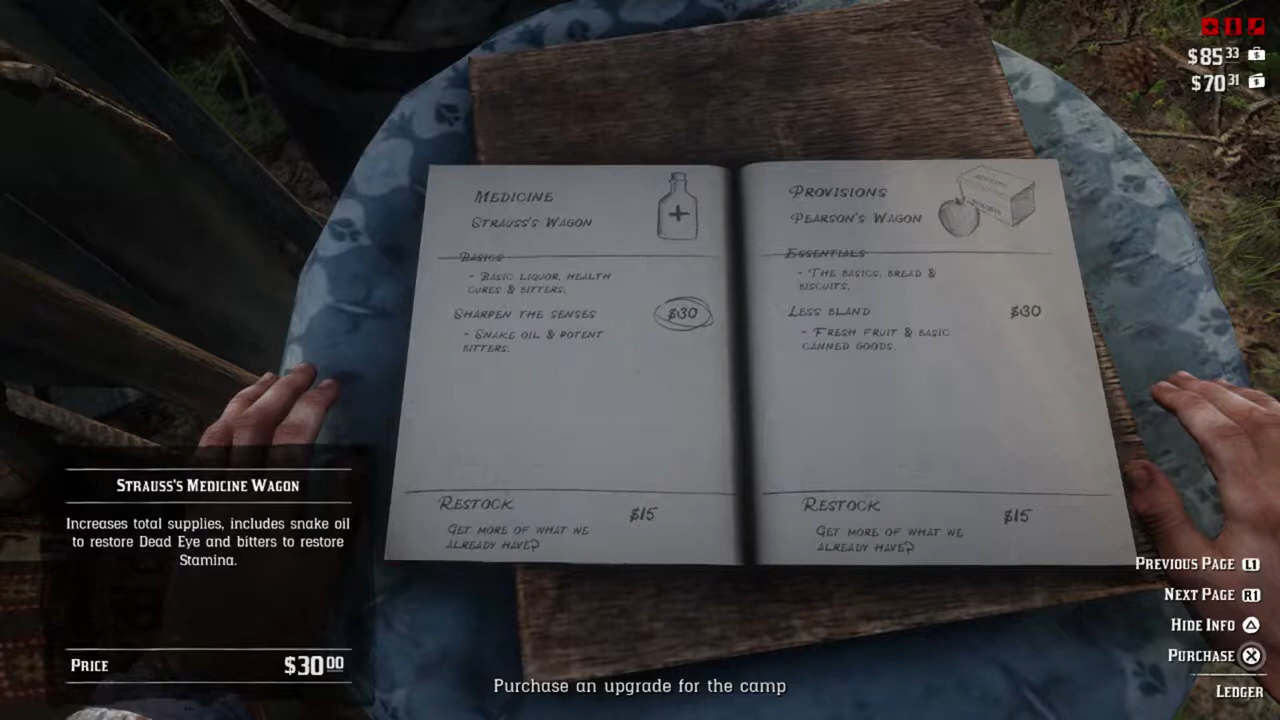 $85 33
$70 31
MEDICINE
STRAUSS'S WAGON
BASICS
- BASIC LIQUOR, HEALTH
CURES & BITTERS.
SHARPEN THE SENSES $30
- SNAKE OIL & POTENT
BITTERS.
RESTOCK $15
GET MORE OF WHAT WE
ALREADY HAVE?
PROVISIONS
PEARSON'S WAGON
ESSENTIALS
- THE BASICS, BREAD &
BISCUITS.
LESS BLAND $30
- FRESH FRUIT & BASIC
CANNED GOODS.
RESTOCK $15
GET MORE OF WHAT WE
ALREADY HAVE?
STRAUSS'S MEDICINE WAGON
Increases total supplies, includes snake oil
to restore Dead Eye and bitters to restore
Stamina.
PRICE $30 00
PREVIOUS PAGE L1
NEXT PAGE R1
HIDE INFO
PURCHASE
LEDGER
Purchase an upgrade for the camp